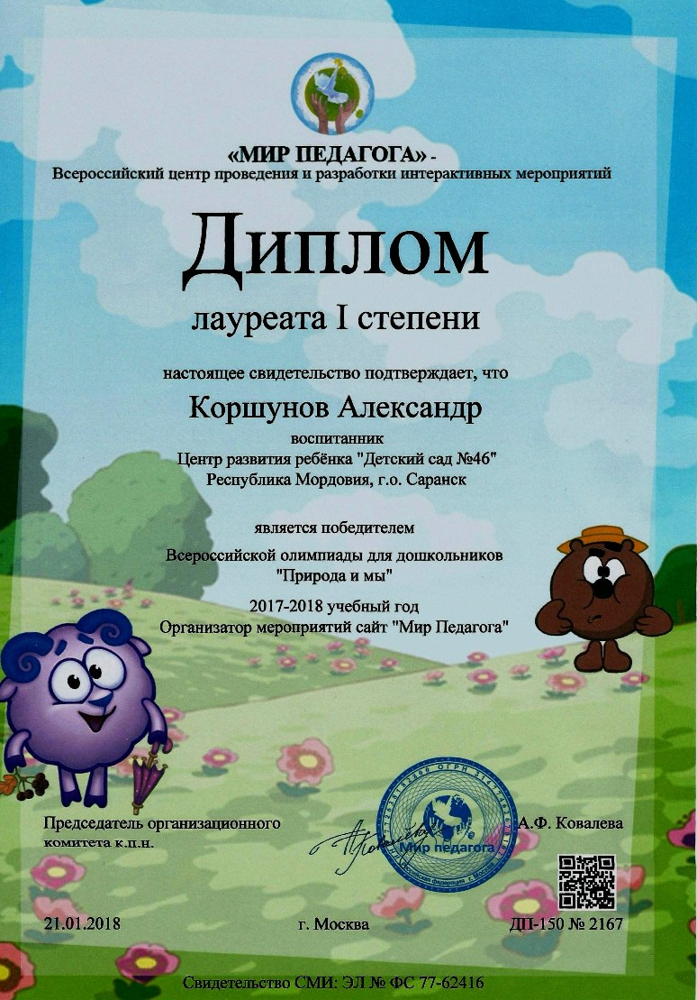 «МИР ПЕДАГОГА» -
Всероссийский центр проведения и разработки интерактивных мероприятий
Диплом
лауреата I степени
настоящее свидетельство подтверждает, что
Коршунов Александр
воспитанник
Центр развития ребёнка "Детский сад №46"
Республика Мордовия, г.о. Саранск
является победителем
Всероссийской олимпиады для дошкольников
"Природа и мы"
2017-2018 учебный год
Организатор мероприятий сайт "Мир Педагога"
Председатель организационного
комитета к.п.н.
А.Ф. Ковалева
Мир педагога
21.01.2018
г. Москва
ДП-150 № 2167
Свидетельство СМИ: ЭЛ № ФС 77-62416